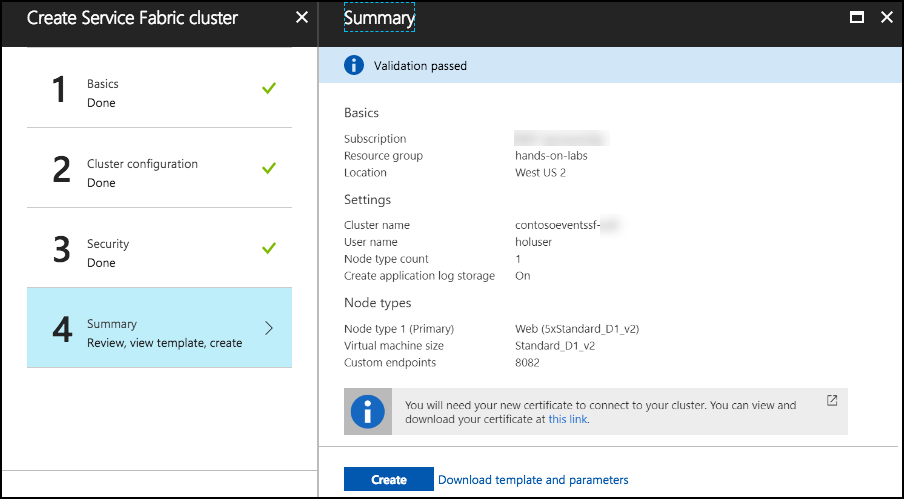 Create Service Fabric cluster
1
Basics
Done
2
Cluster configuration
Done
3
Security
Done
4
Summary
Review, view template, create
Summary
Validation passed
Basics
Subscription
Resource group hands-on-labs
Location West US 2
Settings
Cluster name contosoeventssf-
User name holuser
Node type count 1
Create application log storage On
Node types
Node type 1 (Primary) Web (5xStandard_D1_v2)
Virtual machine size Standard_D1_v2
Custom endpoints 8082
You will need your new certificate to connect to your cluster. You can view and
download your certificate at this link.
Create Download template and parameters